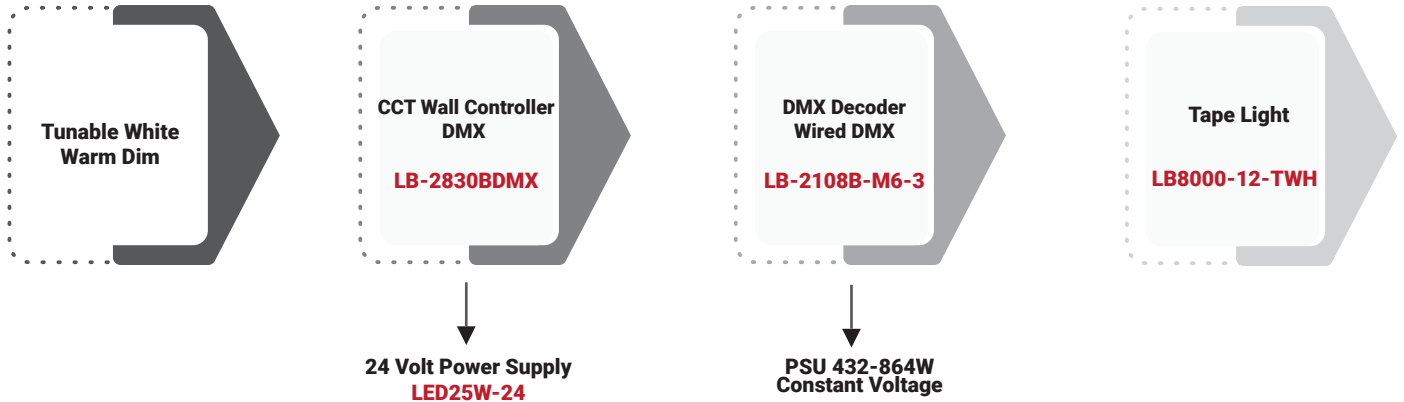 Tunable White
Warm Dim
CCT Wall Controller
DMX
LB-2830BDMX
24 Volt Power Supply
LED25W-24
DMX Decoder
Wired DMX
LB-2108B-M6-3
PSU 432-864W
Constant Voltage
Tape Light
LB8000-12-TWH